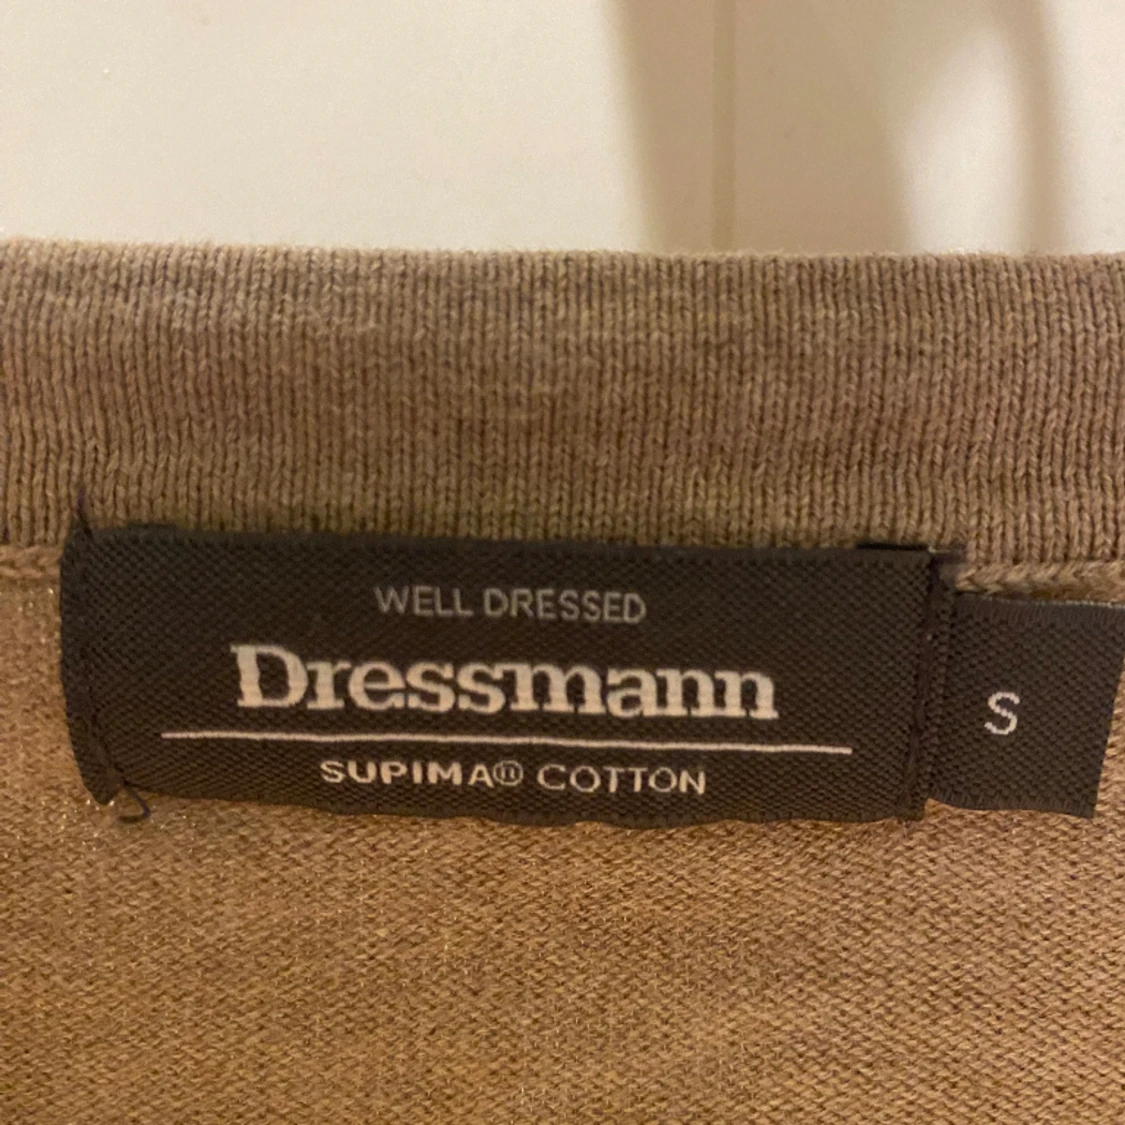 WELL DRESSED
Dressmann
SUPIMA® COTTON
S